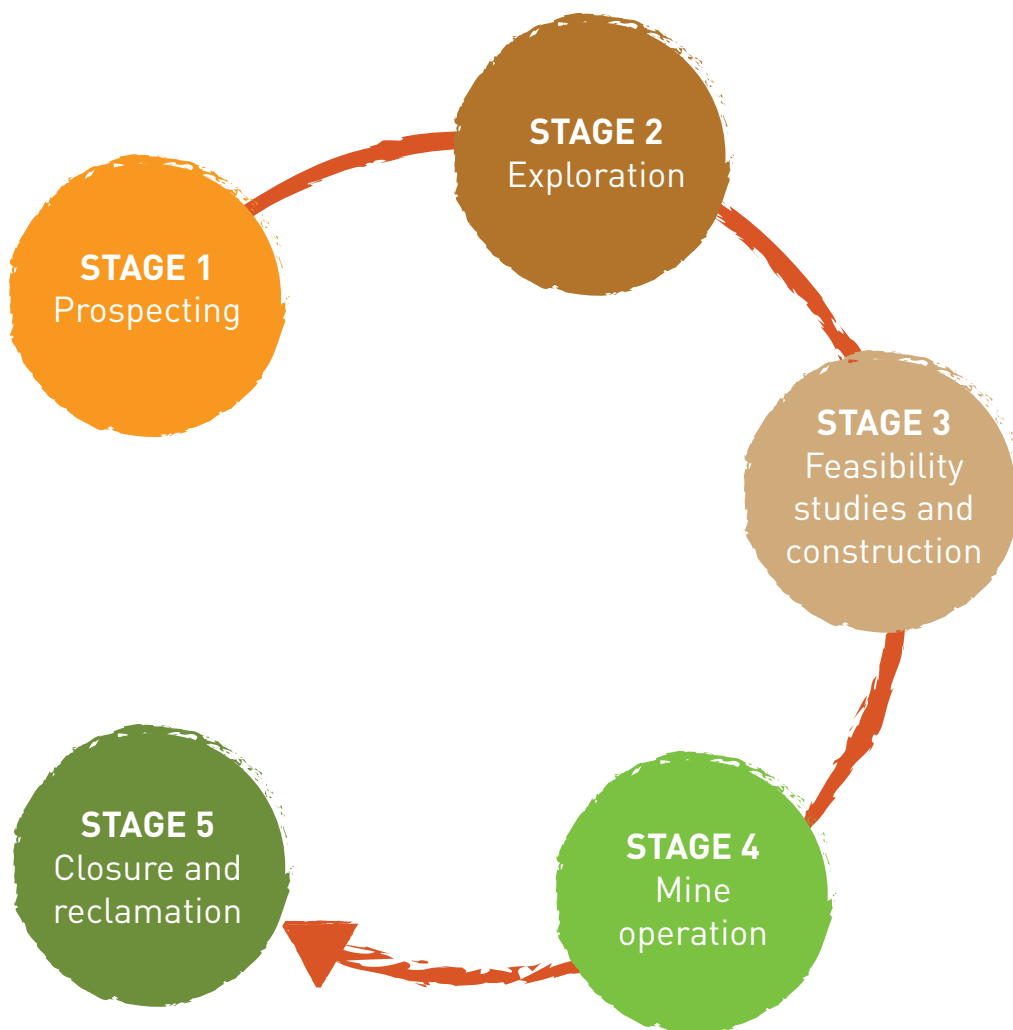 STAGE 1
Prospecting
STAGE 2
Exploration
STAGE 3
Feasibility
studies and
construction
STAGE 4
Mine
operation
STAGE 5
Closure and
reclamation